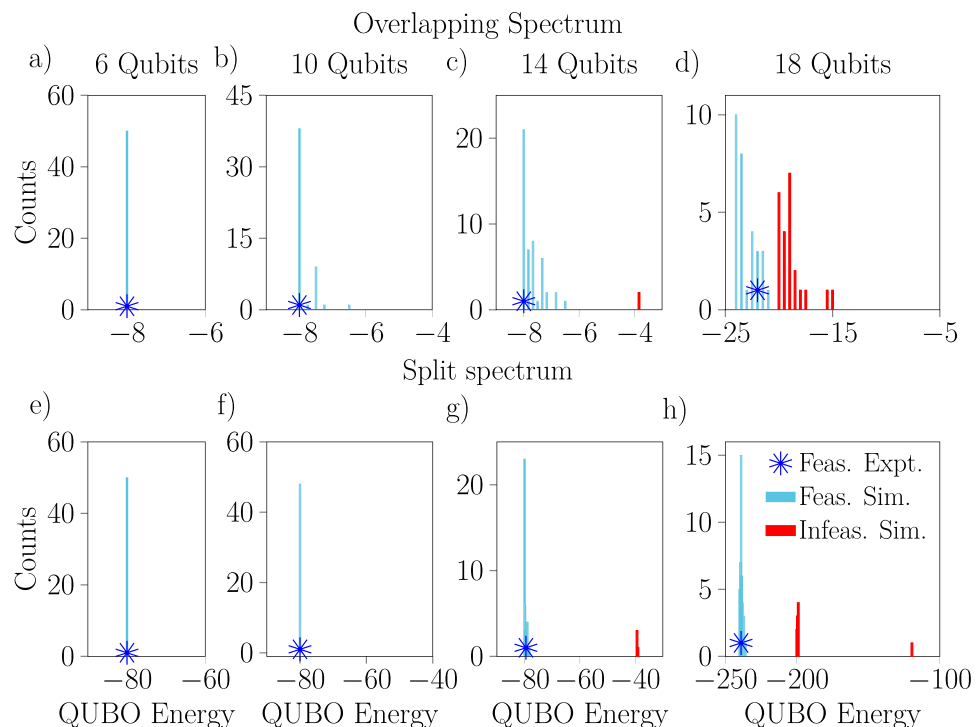 Overlapping Spectrum
a) 6 Qubits b) 10 Qubits c) 14 Qubits d) 18 Qubits
60 45 20 10
40 30 10 5
20 15 0 0
0 0
Counts
−8 −6 −8 −6 −4 −8 −6 −4 −25 −15 −5
Split spectrum
e) f) g) h)
60 60 20 15
40 40 10 10
20 20 0 5
0 0 0
Counts
Feas. Expt.
Feas. Sim.
Infeas. Sim.
−80 −60 −80 −60 −40 −80 −60 −40 −250 −200 −150 −100
QUBO Energy QUBO Energy QUBO Energy QUBO Energy